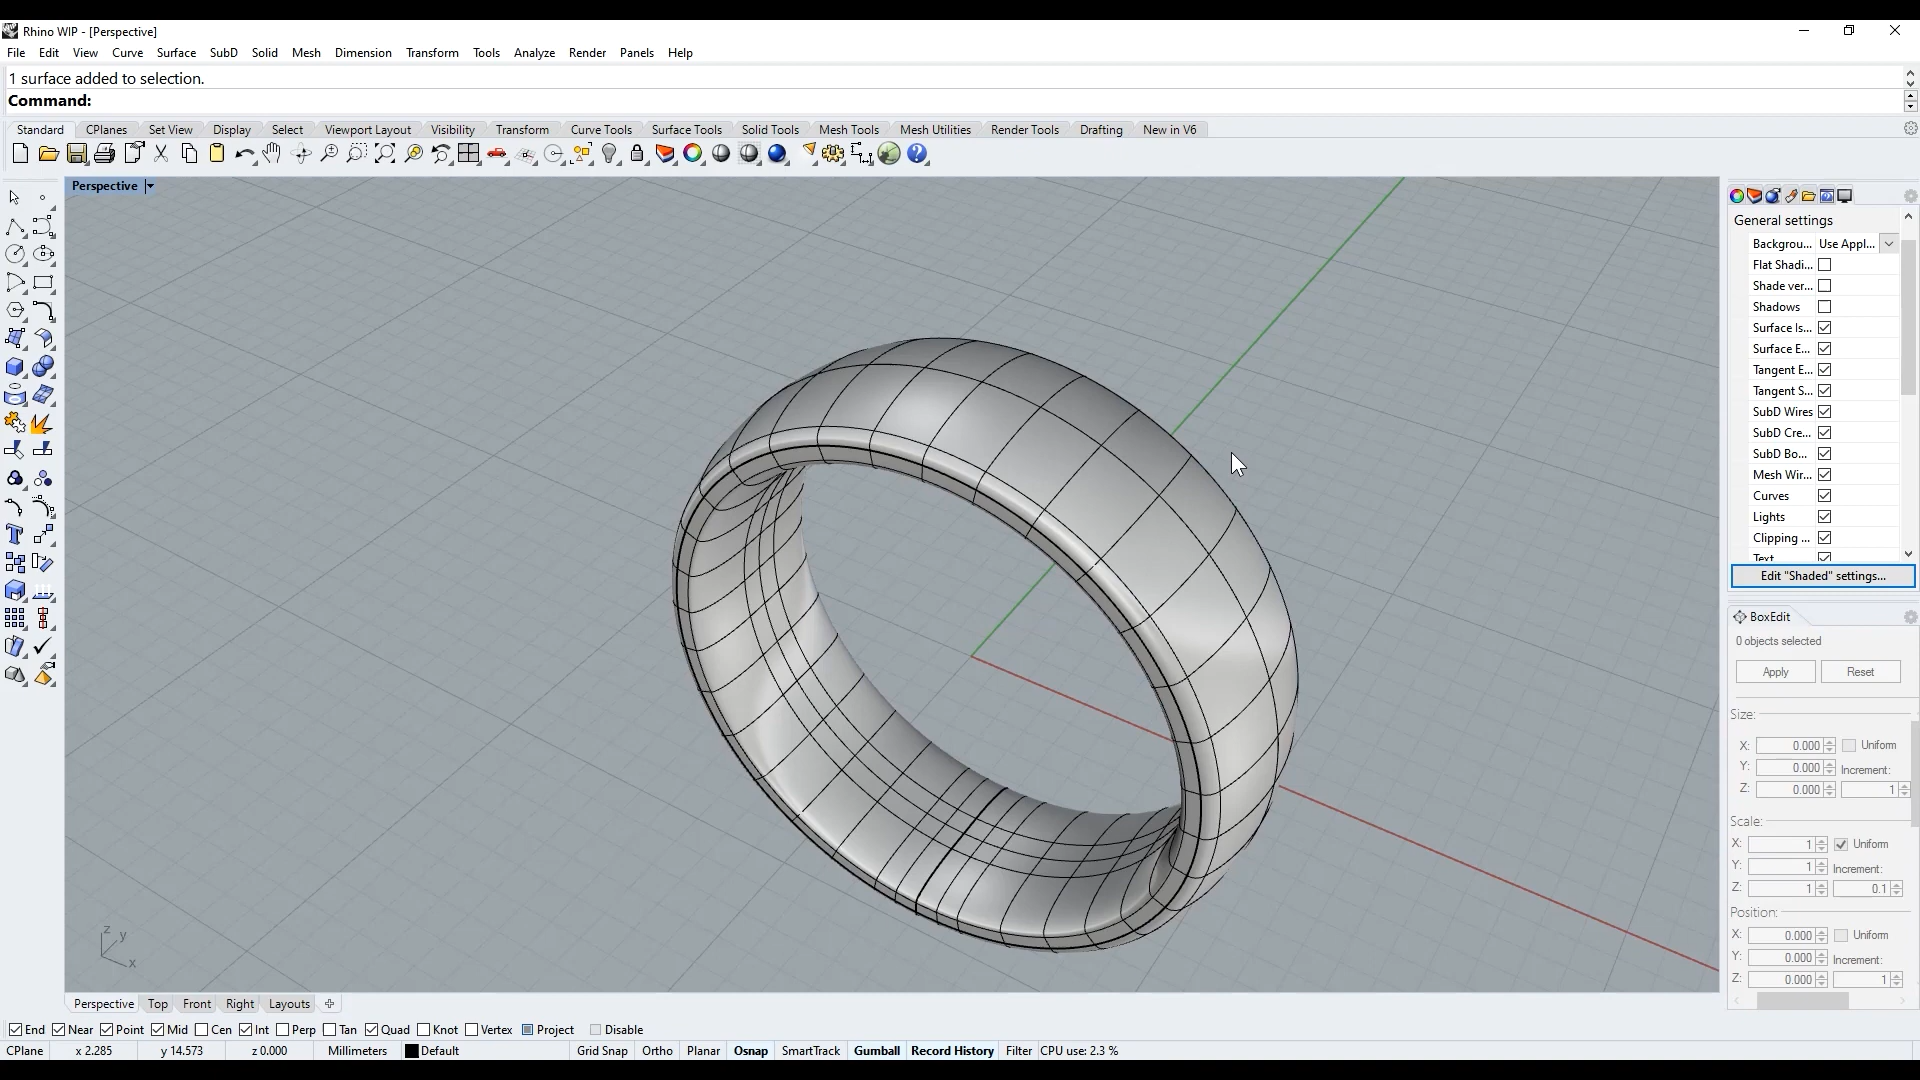 Rhino WIP - [Perspective]
File Edit View Curve Surface SubD Solid Mesh Dimension Transform Tools Analyze Render Panels Help
1 surface added to selection.
Command:
Standard CPlanes Set View Display Select Viewport Layout Visibility Transform Curve Tools Surface Tools Solid Tools Mesh Tools Mesh Utilities Render Tools Drafting New in V6
Perspective
General settings
Backgrou... Use Appl...
Flat Shadi...
Shade ver...
Shadows
Surface Is...
Surface E...
Tangent E...
Tangent S...
SubD Wires
SubD Cre...
SubD Bo...
Mesh Wir...
Curves
Lights
Clipping ...
Text
Edit "Shaded" settings...
BoxEdit
0 objects selected
Apply Reset
Size:
X: 0.000 Uniform
Y: 0.000 Increment:
Z: 0.000 1
Scale:
X: 1 Uniform
Y: 1 Increment:
Z: 1 0.1
Position:
X: 0.000 Uniform
Y: 0.000 Increment:
Z: 0.000 1
z
y
x
Perspective Top Front Right Layouts
End Near Point Mid Cen Int Perp Tan Quad Knot Vertex Project Disable
CPlane x 2.285 y 14.573 z 0.000 Millimeters Default Grid Snap Ortho Planar Osnap SmartTrack Gumball Record History Filter CPU use: 2.3 %